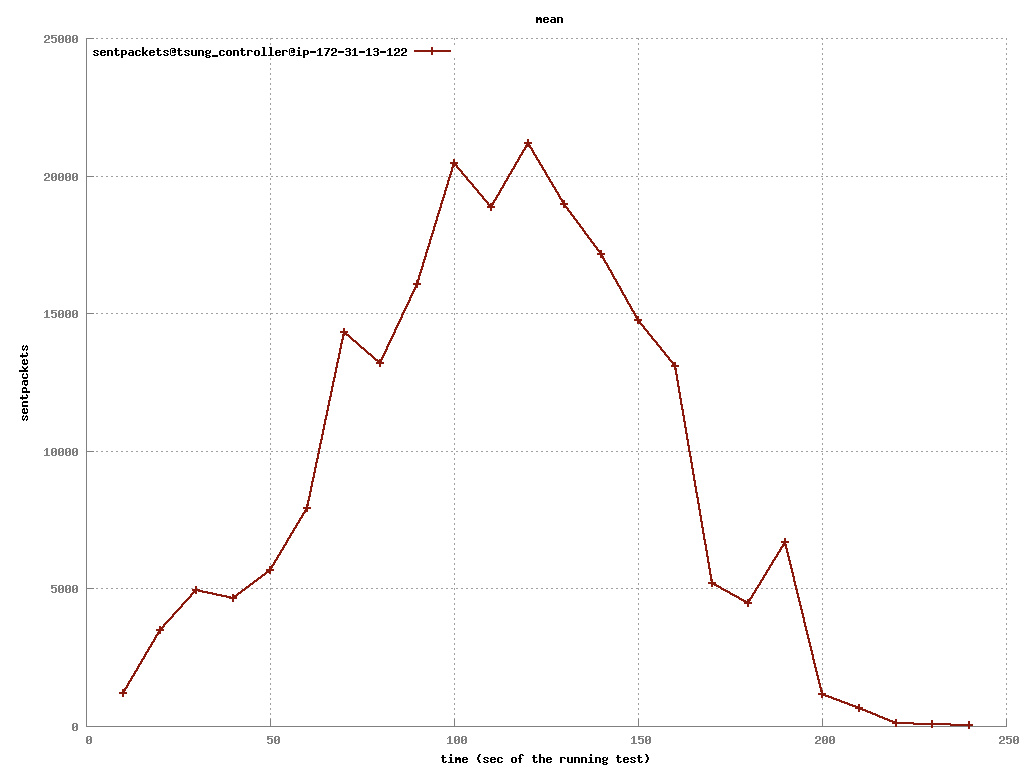 mean
25000
sentpackets@tsung_controller@ip-172-31-13-122
20000
15000
sentpackets
10000
5000
0
0 50 100 150 200 250
time (sec of the running test)